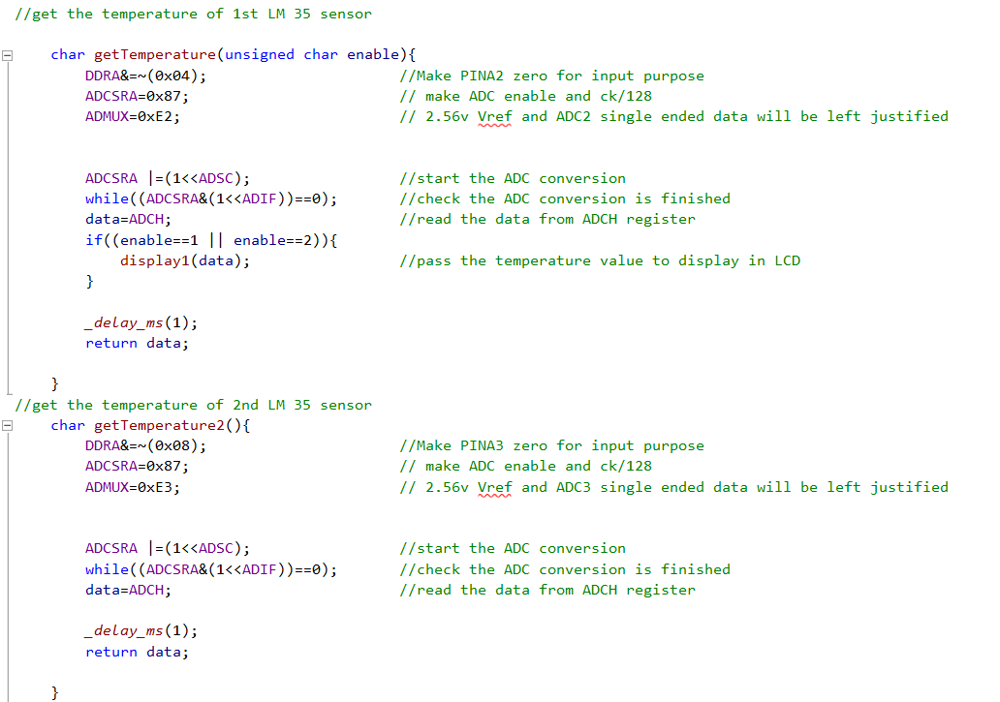 //get the temperature of 1st LM 35 sensor
char getTemperature(unsigned char enable){
DDRA&=~(0x04); //Make PINA2 zero for input purpose
ADCSRA=0x87; // make ADC enable and ck/128
ADMUX=0xE2; // 2.56v Vref and ADC2 single ended data will be left justified
ADCSRA |=(1<<ADSC); //start the ADC conversion
while((ADCSRA&(1<<ADIF))==0); //check the ADC conversion is finished
data=ADCH; //read the data from ADCH register
if((enable==1 || enable==2)){
display1(data); //pass the temperature value to display in LCD
}
_delay_ms(1);
return data;
}
//get the temperature of 2nd LM 35 sensor
char getTemperature2(){
DDRA&=~(0x08); //Make PINA3 zero for input purpose
ADCSRA=0x87; // make ADC enable and ck/128
ADMUX=0xE3; // 2.56v Vref and ADC3 single ended data will be left justified
ADCSRA |=(1<<ADSC); //start the ADC conversion
while((ADCSRA&(1<<ADIF))==0); //check the ADC conversion is finished
data=ADCH; //read the data from ADCH register
_delay_ms(1);
return data;
}